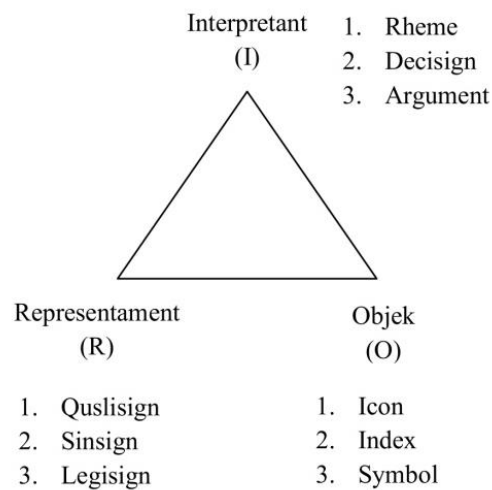 Interpretant
(I)
1. Rheme
2. Decisign
3. Argument
Representament
(R)
1. Quslisign
2. Sinsign
3. Legisign
Objek
(O)
1. Icon
2. Index
3. Symbol